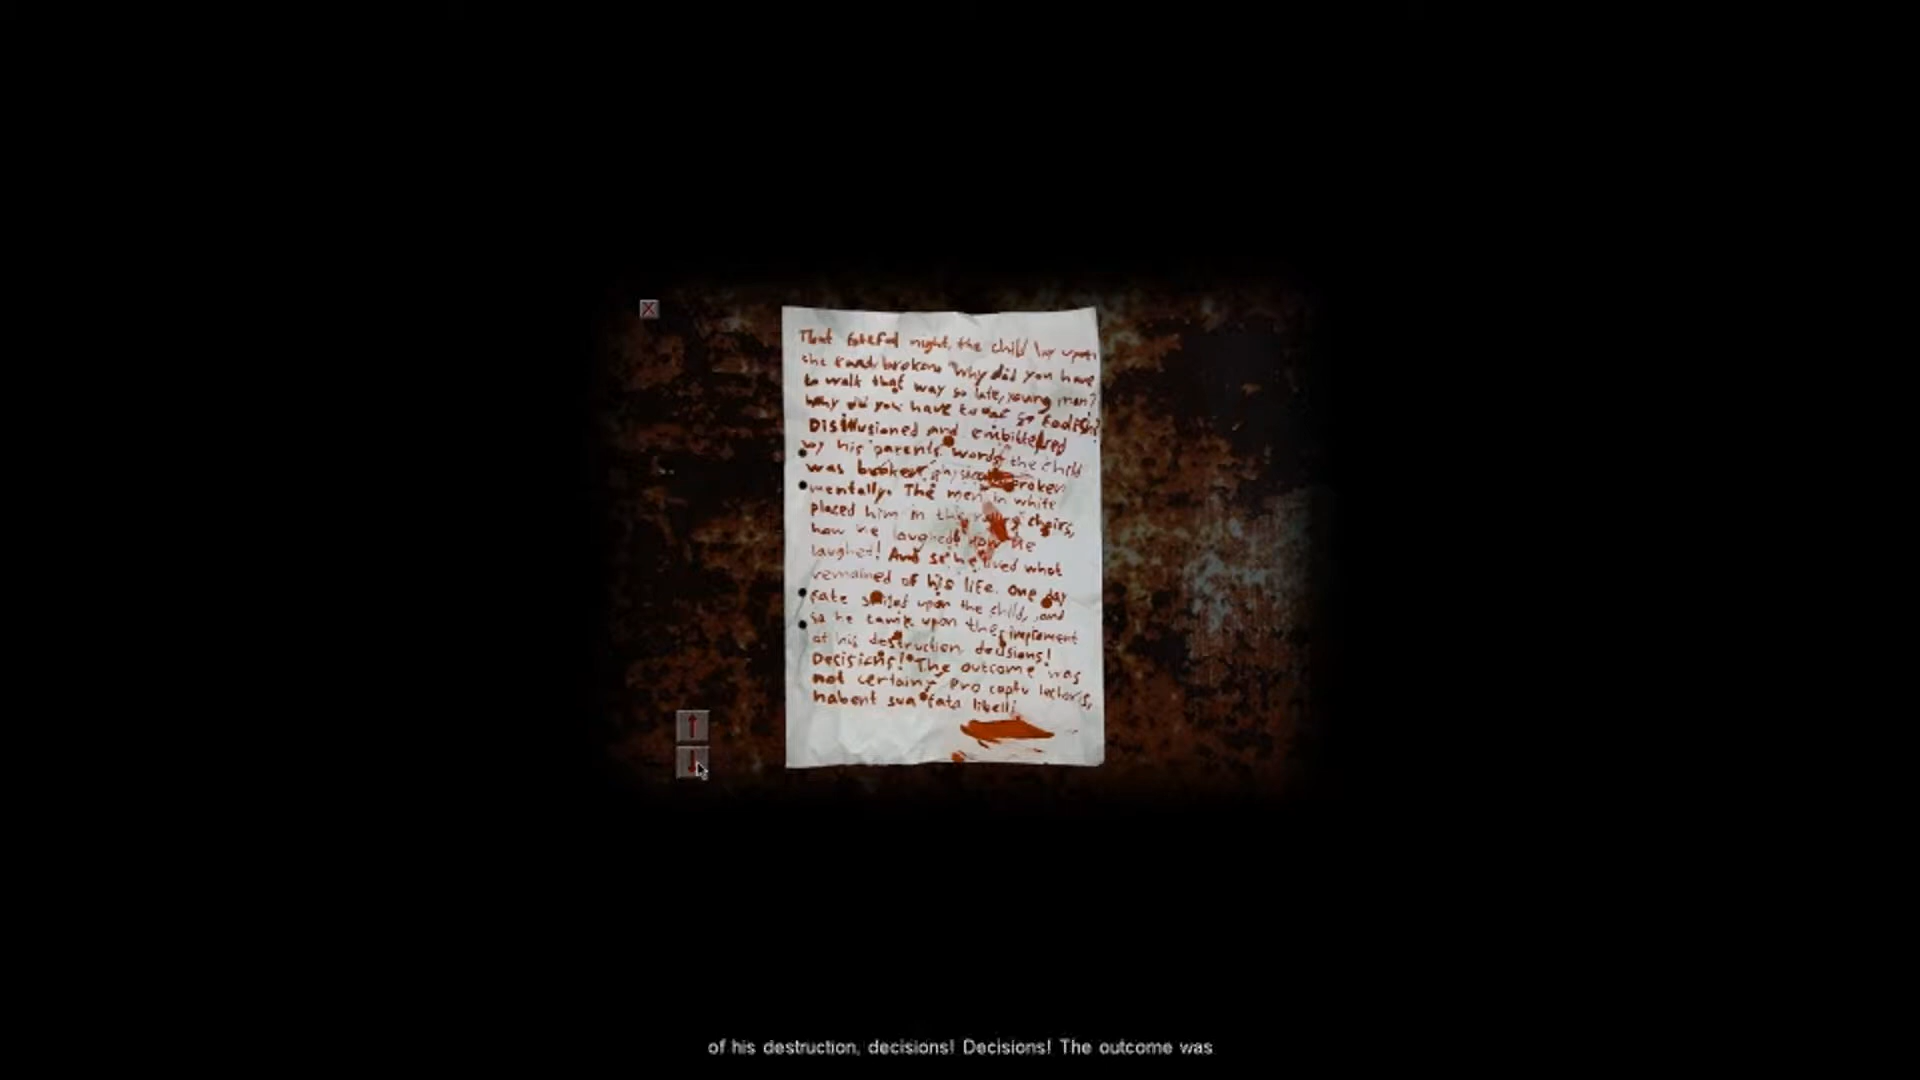 That fateful night, the child lay upon
the road, broken. "Why did you have
to walk that way so late, young man?
Why did you have to be so foolish?"
Disillusioned and embittered
by his parents' words, the child
was broken, physically, broken
mentally. The men in white
placed him in the chairs,
how he laughed! How he
laughed! And so he lived what
remained of his life. One day
fate smiled upon the child, and
so he came upon the implement
of his destruction, decisions!
Decisions! The outcome was
not certain, Pro captu lectoris,
habent sua fata libelli
of his destruction, decisions! Decisions! The outcome was